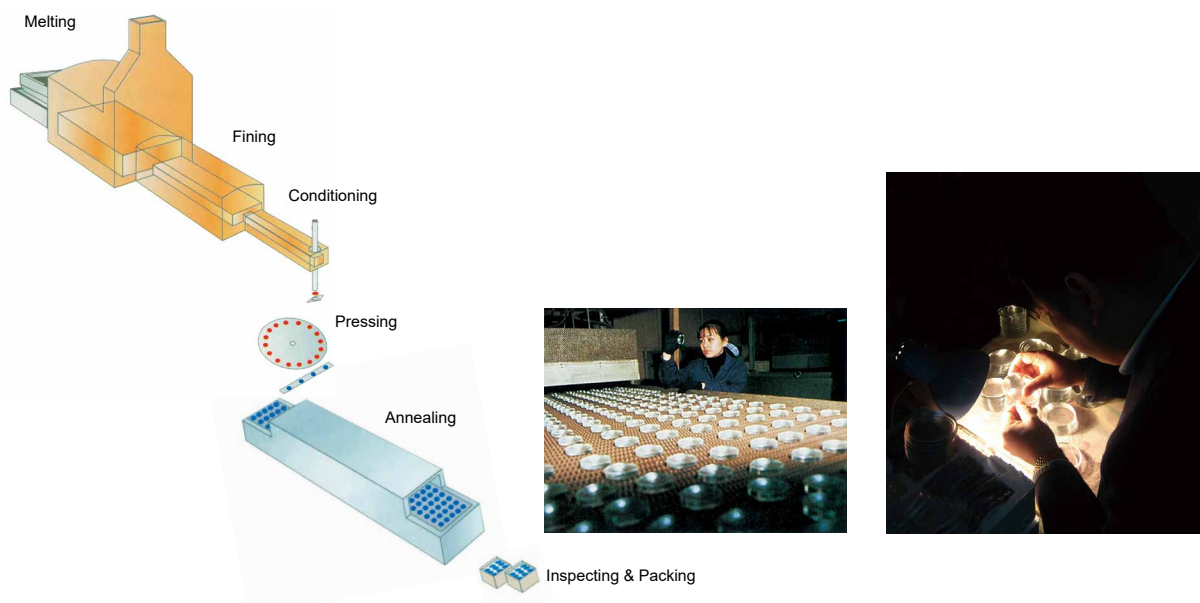 Melting
Fining
Conditioning
Pressing
Annealing
Inspecting & Packing